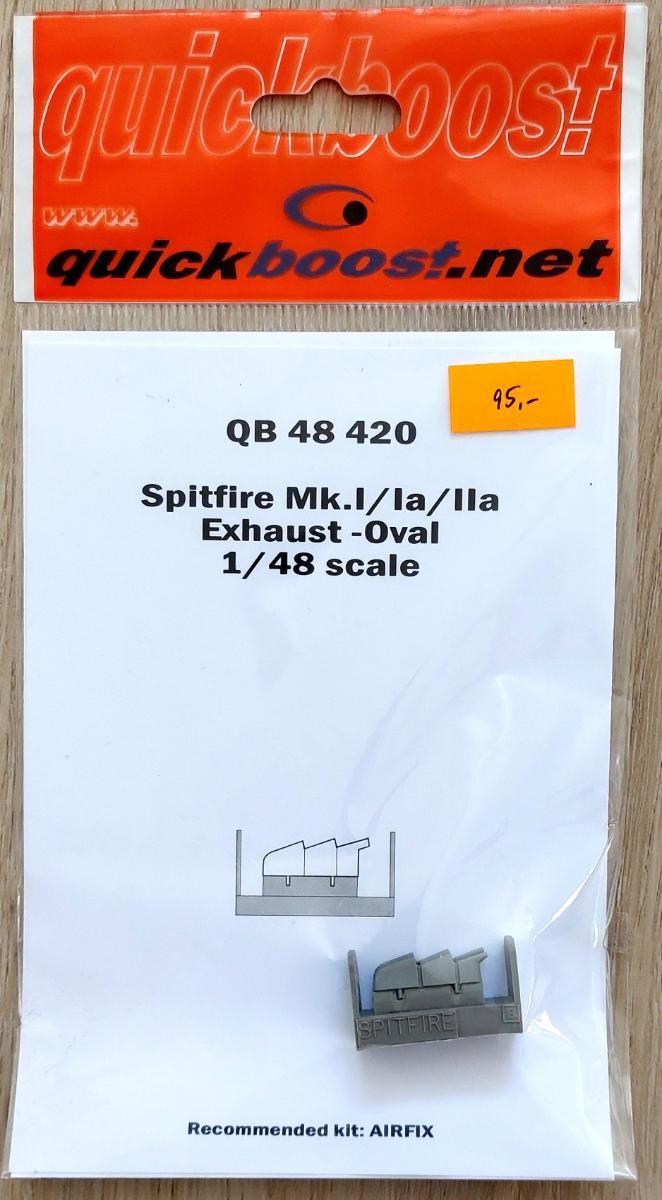 quickboost
www.
quickboost.net
95,-
QB 48 420
Spitfire Mk.I/Ia/IIa
Exhaust -Oval
1/48 scale
SPITFIRE
Recommended kit: AIRFIX